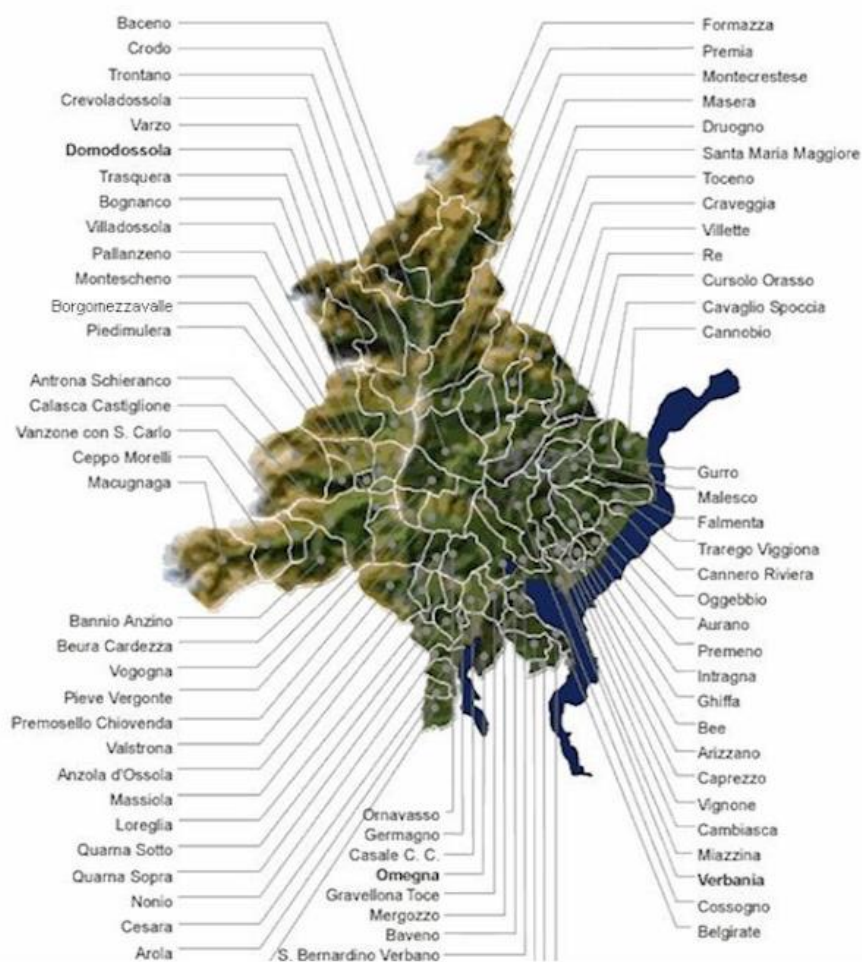 Baceno
Crodo
Trontano
Crevoladossola
Varzo
Domodossola
Trasquera
Bognanco
Villadossola
Pallanzeno
Montescheno
Borgomezzavalle
Piedimulera
Antrona Schieranco
Calasca Castiglione
Vanzone con S. Carlo
Ceppo Morelli
Macugnaga
Bannio Anzino
Beura Cardezza
Vogogna
Pieve Vergonte
Premosello Chiovenda
Valstrona
Anzola d'Ossola
Massiola
Loreglia
Quarna Sotto
Quarna Sopra
Nonio
Cesara
Arola
Ornavasso
Germagno
Casale C. C.
Omegna
Gravellona Toce
Mergozzo
Baveno
S. Bernardino Verbano
Formazza
Premia
Montecrestese
Masera
Druogno
Santa Maria Maggiore
Toceno
Craveggia
Villette
Re
Cursolo Orasso
Cavaglio Spoccia
Cannobio
Gurro
Malesco
Falmenta
Trarego Viggiona
Cannero Riviera
Oggebbio
Aurano
Premeno
Intragna
Ghiffa
Bee
Arizzano
Caprezzo
Vignone
Cambiasca
Miazzina
Verbania
Cossogno
Belgirate